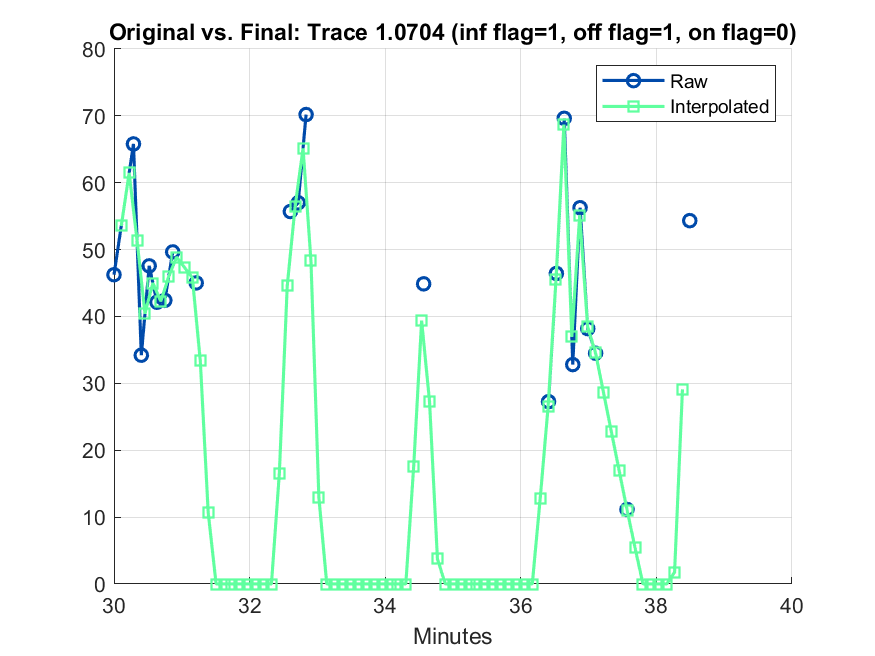 Original vs. Final: Trace 1.0704 (inf flag=1, off flag=1, on flag=0)
80
70
60
50
40
30
20
10
0
Raw
Interpolated
30 32 34 36 38 40
Minutes